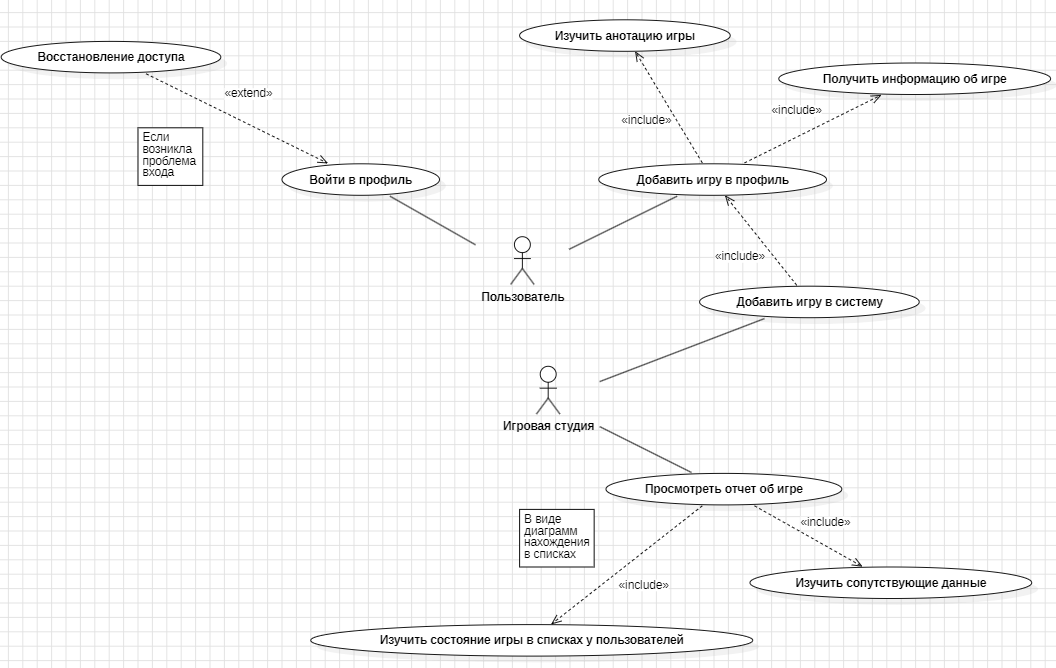 Изучить анотацию игры
Восстановление доступа
Получить информацию об игре
«extend»
«include»
«include»
Если
возникла
проблема
входа
Войти в профиль
Добавить игру в профиль
«include»
Пользователь
Добавить игру в систему
Игровая студия
Просмотреть отчет об игре
В виде
диаграмм
нахождения
в списках
«include»
«include»
Изучить сопутствующие данные
Изучить состояние игры в списках у пользователей